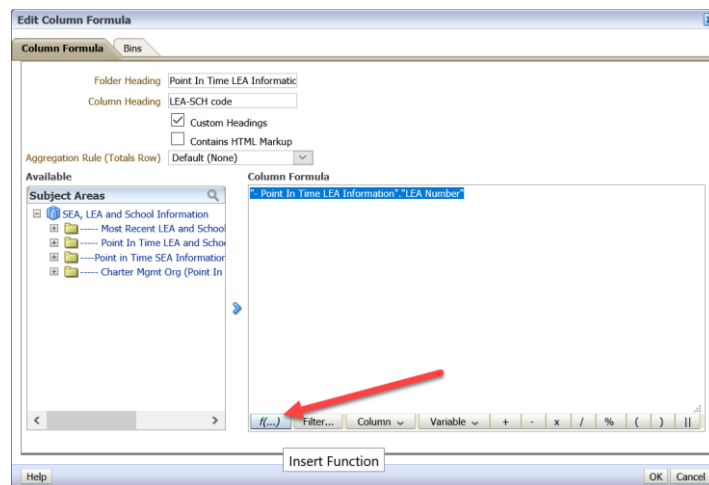 Edit Column Formula
Column Formula Bins
Folder Heading Point In Time LEA Informatic
Column Heading LEA-SCH code
Custom Headings
Contains HTML Markup
Aggregation Rule (Totals Row) Default (None)
Available Column Formula
Subject Areas
SEA, LEA and School Information
----- Most Recent LEA and School
----- Point In Time LEA and Schoo
----Point in Time SEA Information
----- Charter Mgmt Org (Point In
"- Point In Time LEA Information"."LEA Number"
f(...) Filter... Column Variable + - x / % ( ) ||
Insert Function
Help OK Cancel